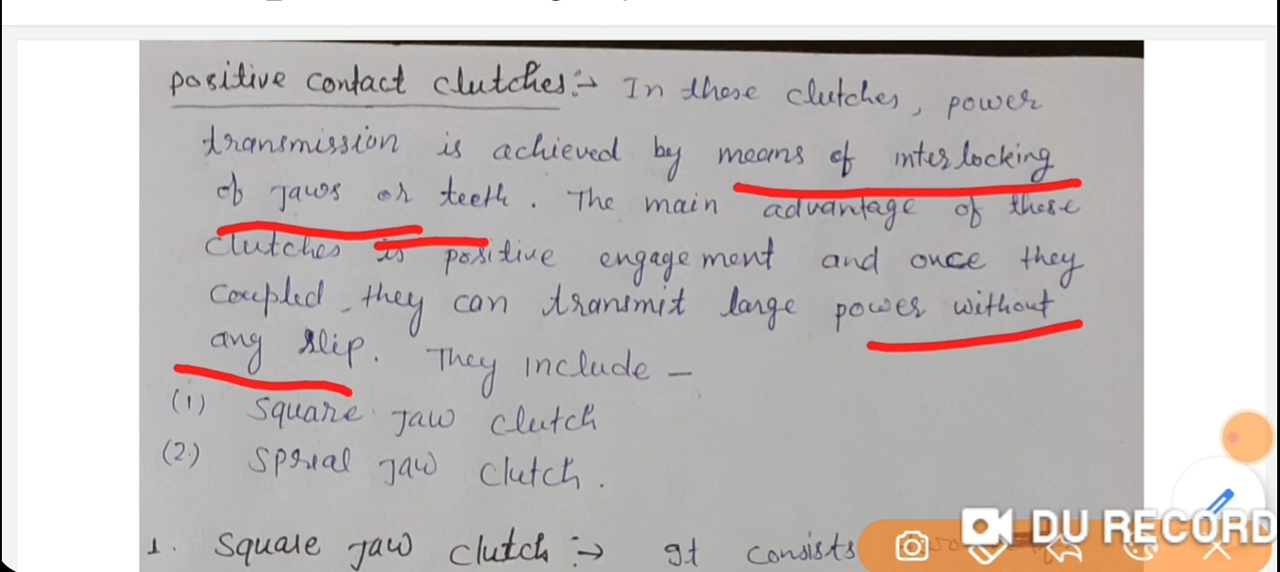 positive contact clutches:→ In these clutches, power
transmission is achieved by means of interlocking
of Jaws or teeth. The main advantage of these
clutches is positive engagement and once they
coupled, they can transmit large power without
any slip. They include —
(1) Square Jaw clutch
(2.) Sprial Jaw clutch.
1. Square Jaw clutch :→ It consists
DU RECORD